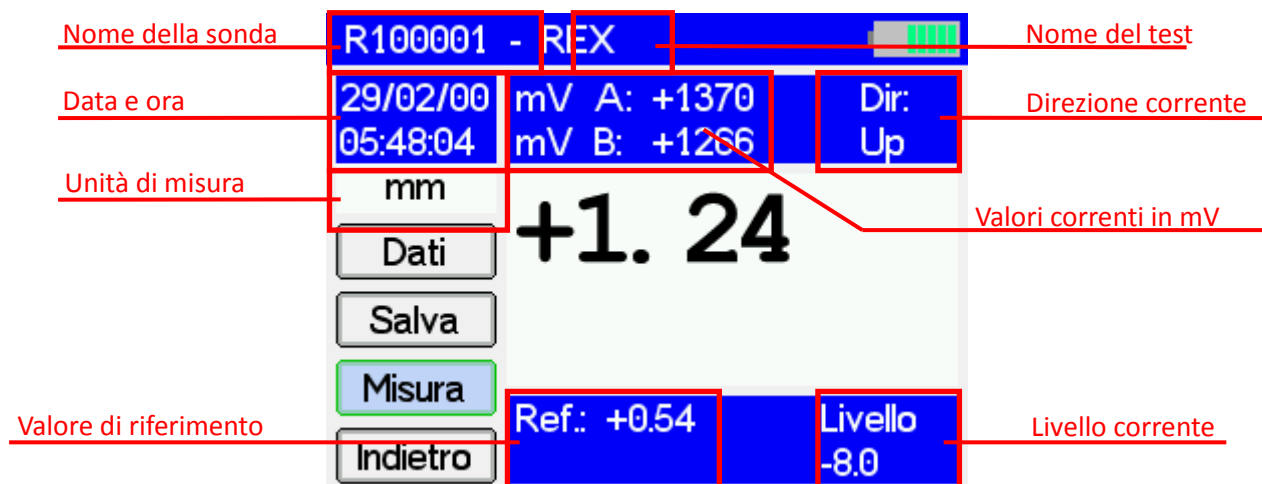 Nome della sonda
R100001 - REX
Nome del test
Data e ora
29/02/00
05:48:04
mV A: +1370
mV B: +1266
Dir:
Up
Direzione corrente
Unità di misura
mm
+1. 24
Valori correnti in mV
Dati
Salva
Misura
Indietro
Valore di riferimento
Ref.: +0.54
Livello
-8.0
Livello corrente